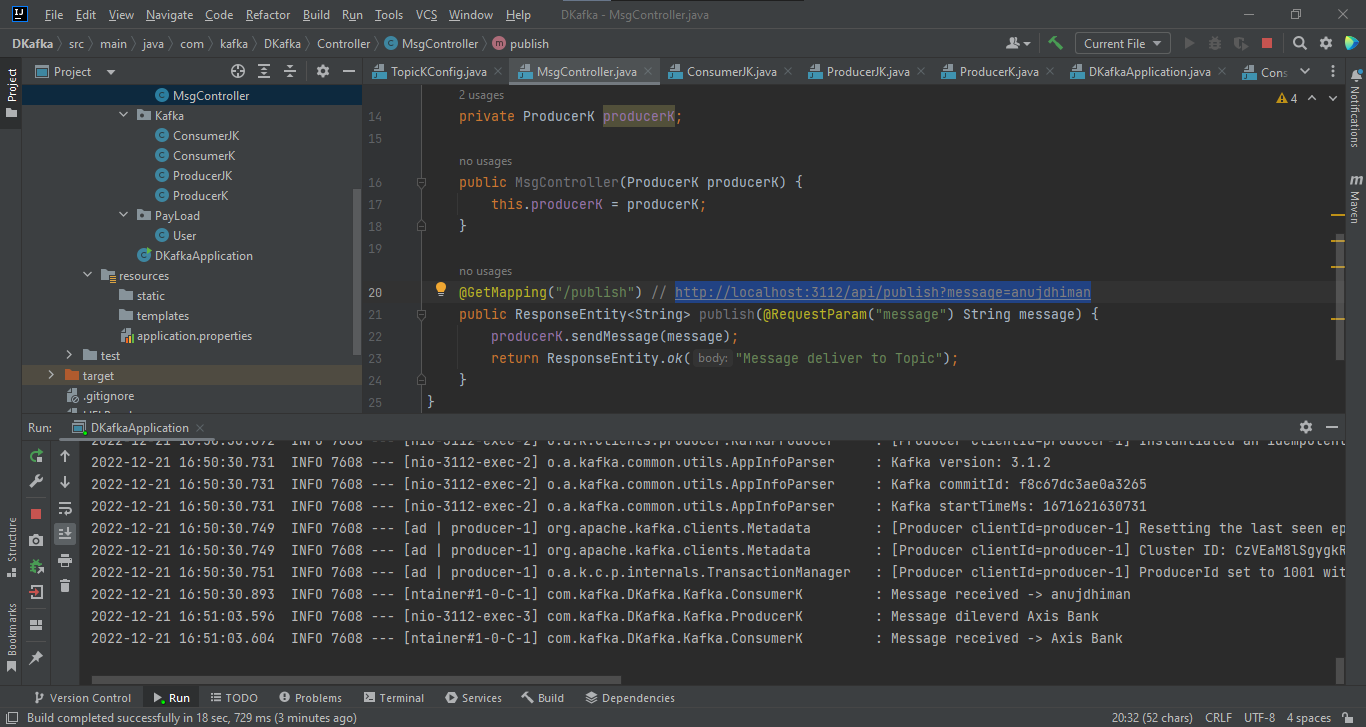 File Edit View Navigate Code Refactor Build Run Tools VCS Window Help DKafka - MsgController.java
DKafka src main java com kafka DKafka Controller MsgController publish Current File
Project
TopicKConfig.java MsgController.java ConsumerJK.java ProducerJK.java ProducerK.java DKafkaApplication.java Cons
Project
Notifications
Maven
MsgController
Kafka
ConsumerJK
ConsumerK
ProducerJK
ProducerK
PayLoad
User
DKafkaApplication
resources
static
templates
application.properties
test
target
.gitignore
2 usages
4
14 private ProducerK producerK;
15
no usages
16 public MsgController(ProducerK producerK) {
17 this.producerK = producerK;
18 }
19
no usages
20 @GetMapping("/publish") // http://localhost:3112/api/publish?message=anujdhiman
21 public ResponseEntity<String> publish(@RequestParam("message") String message) {
22 producerK.sendMessage(message);
23 return ResponseEntity.ok( body: "Message deliver to Topic");
24 }
25 }
Run: DKafkaApplication
INFO 7608 --- [nio-3112-exec-2] o.a.k.clients.producer.KafkaProducer : [Producer clientId=producer-1] Instantiated an idempotent
2022-12-21 16:50:30.731 INFO 7608 --- [nio-3112-exec-2] o.a.kafka.common.utils.AppInfoParser : Kafka version: 3.1.2
2022-12-21 16:50:30.731 INFO 7608 --- [nio-3112-exec-2] o.a.kafka.common.utils.AppInfoParser : Kafka commitId: f8c67dc3ae0a3265
2022-12-21 16:50:30.731 INFO 7608 --- [nio-3112-exec-2] o.a.kafka.common.utils.AppInfoParser : Kafka startTimeMs: 1671621630731
2022-12-21 16:50:30.749 INFO 7608 --- [ad | producer-1] org.apache.kafka.clients.Metadata : [Producer clientId=producer-1] Resetting the last seen ep
2022-12-21 16:50:30.749 INFO 7608 --- [ad | producer-1] org.apache.kafka.clients.Metadata : [Producer clientId=producer-1] Cluster ID: CzVEaM8lSgygkR
2022-12-21 16:50:30.751 INFO 7608 --- [ad | producer-1] o.a.k.c.p.internals.TransactionManager : [Producer clientId=producer-1] ProducerId set to 1001 wit
2022-12-21 16:50:30.893 INFO 7608 --- [ntainer#1-0-C-1] com.kafka.DKafka.Kafka.ConsumerK : Message received -> anujdhiman
2022-12-21 16:51:03.596 INFO 7608 --- [nio-3112-exec-3] com.kafka.DKafka.Kafka.ProducerK : Message dileverd Axis Bank
2022-12-21 16:51:03.604 INFO 7608 --- [ntainer#1-0-C-1] com.kafka.DKafka.Kafka.ConsumerK : Message received -> Axis Bank
Structure
Bookmarks
Version Control Run TODO Problems Terminal Services Build Dependencies
Build completed successfully in 18 sec, 729 ms (3 minutes ago) 20:32 (52 chars) CRLF UTF-8 4 spaces